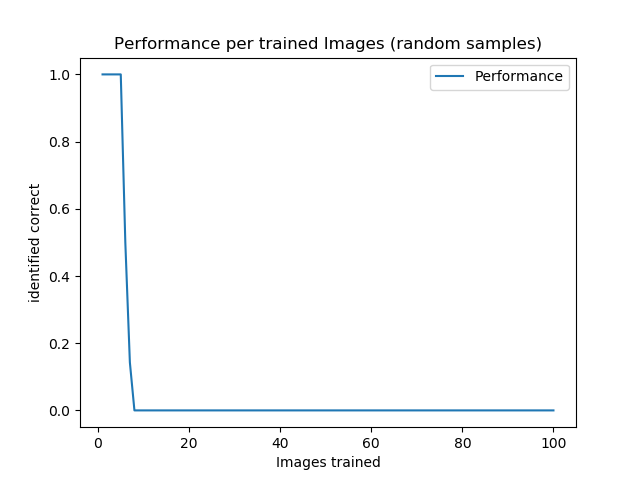 Performance per trained Images (random samples)
Performance
1.0
0.8
0.6
0.4
0.2
0.0
identified correct
0 20 40 60 80 100
Images trained